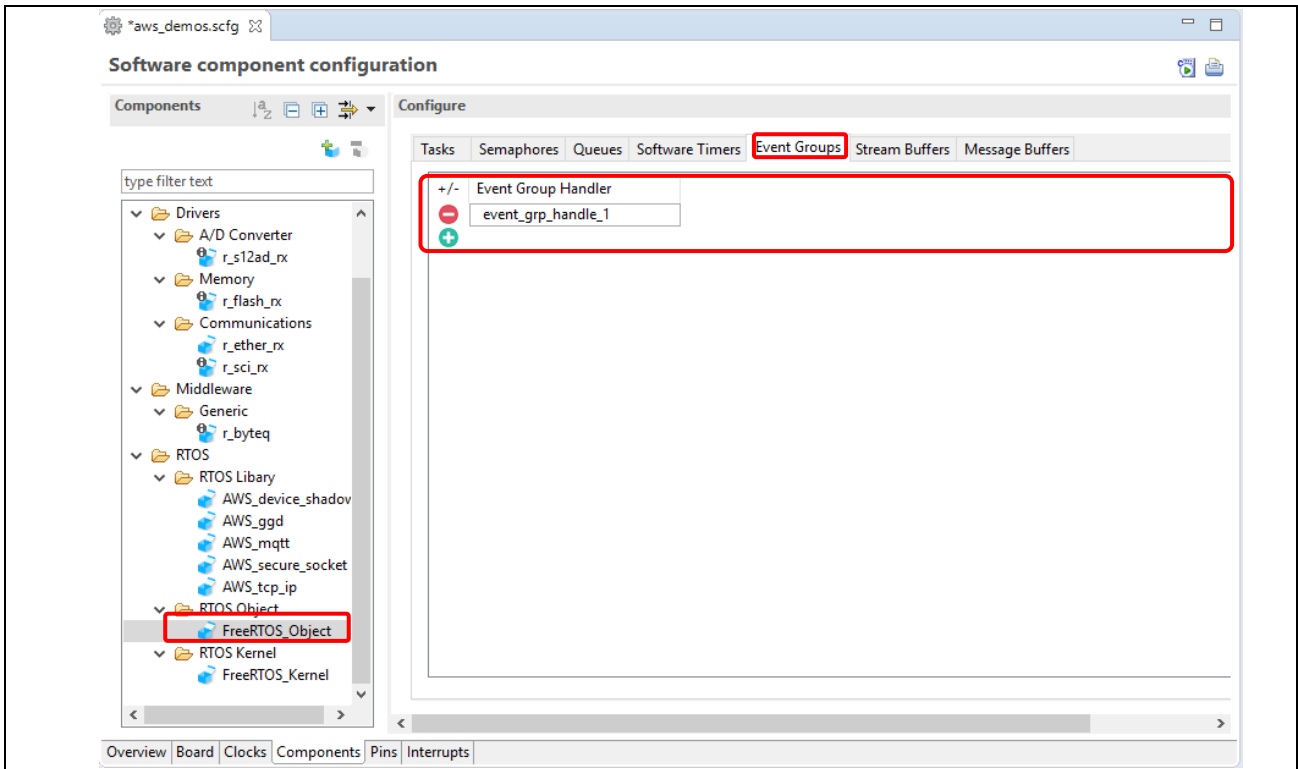 *aws_demos.scfg
Software component configuration
Components
Configure
type filter text
Drivers
A/D Converter
r_s12ad_rx
Memory
r_flash_rx
Communications
r_ether_rx
r_sci_rx
Middleware
Generic
r_byteq
RTOS
RTOS Libary
AWS_device_shadov
AWS_ggd
AWS_mqtt
AWS_secure_socket
AWS_tcp_ip
RTOS Object
FreeRTOS_Object
RTOS Kernel
FreeRTOS_Kernel
Tasks Semaphores Queues Software Timers Event Groups Stream Buffers Message Buffers
+/- Event Group Handler
event_grp_handle_1
Overview Board Clocks Components Pins Interrupts